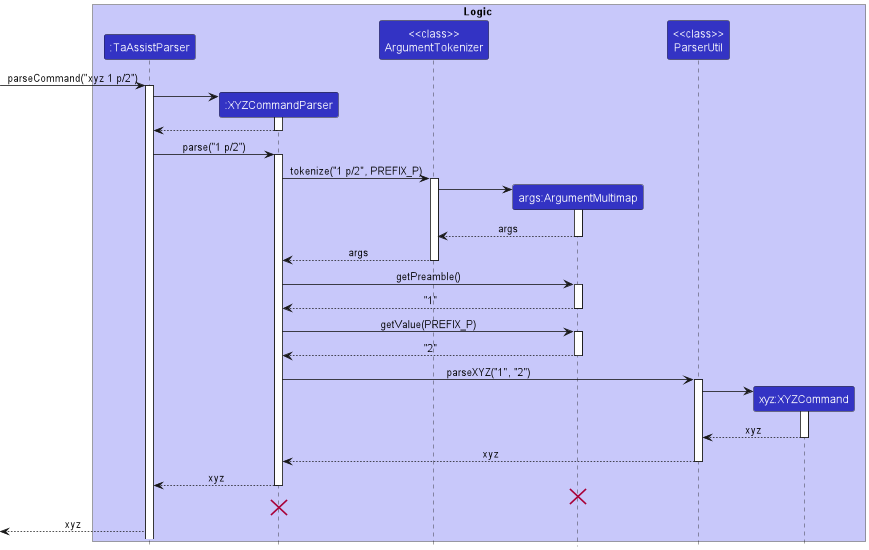 Logic
:TaAssistParser
<<class>>
ArgumentTokenizer
<<class>>
ParserUtil
parseCommand("xyz 1 p/2")
:XYZCommandParser
parse("1 p/2")
tokenize("1 p/2", PREFIX_P)
args:ArgumentMultimap
args
args
getPreamble()
"1"
getValue(PREFIX_P)
"2"
parseXYZ("1", "2")
xyz:XYZCommand
xyz
xyz
xyz
xyz